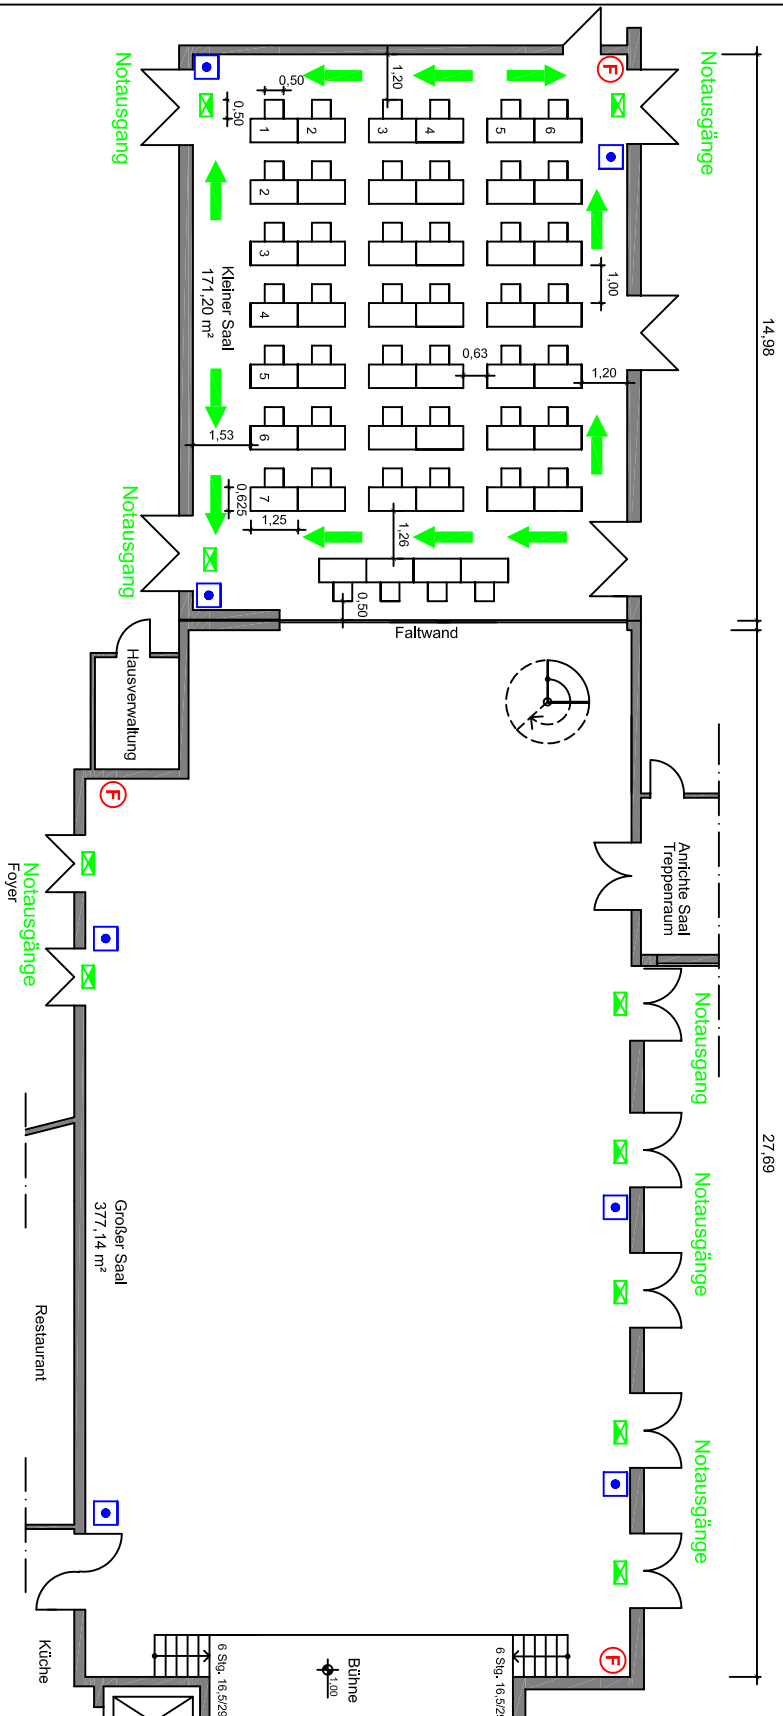 Notausgang
Notausgänge
F
0,50
1,20
0,50
1
2
3
4
5
6
2
3
4
5
6
7
1,00
14,98
Kleiner Saal
171,20 m²
0,63
1,20
1,53
0,625
1,25
1,26
0,50
Notausgang
Faltwand
Hausverwaltung
F
Anrichte Saal
Treppenraum
Notausgänge
Foyer
Notausgang
27,69
Notausgänge
Großer Saal
377,14 m²
Restaurant
Notausgänge
Küche
6 Stg. 16,5/29
Bühne
1,00
6 Stg. 16,5/29
F